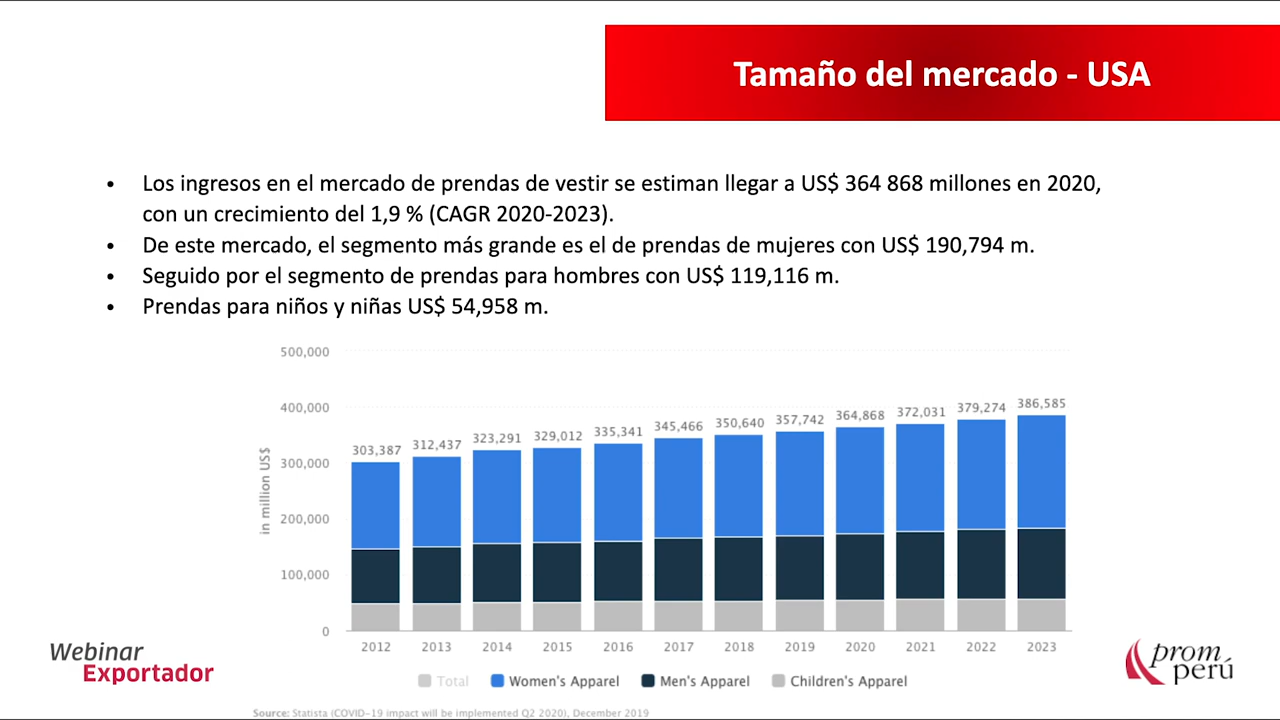 Tamaño del mercado - USA
• Los ingresos en el mercado de prendas de vestir se estiman llegar a US$ 364 868 millones en 2020,
con un crecimiento del 1,9 % (CAGR 2020-2023).
• De este mercado, el segmento más grande es el de prendas de mujeres con US$ 190,794 m.
• Seguido por el segmento de prendas para hombres con US$ 119,116 m.
• Prendas para niños y niñas US$ 54,958 m.
in million US$
500,000
400,000
300,000
200,000
100,000
0
303,387 312,437 323,291 329,012 335,341 345,466 350,640 357,742 364,868 372,031 379,274 386,585
2012 2013 2014 2015 2016 2017 2018 2019 2020 2021 2022 2023
Total Women's Apparel Men's Apparel Children's Apparel
Source: Statista (COVID-19 impact will be implemented Q2 2020), December 2019
Webinar
Exportador
prom
perú